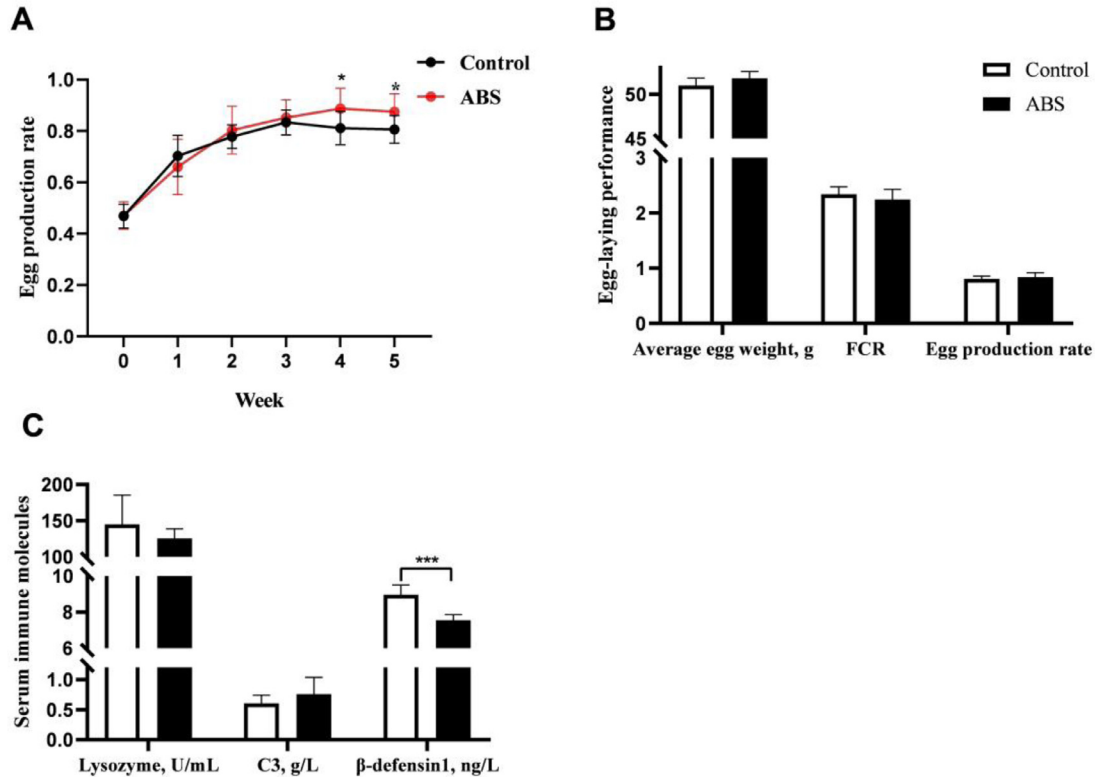 A
Control
ABS
Egg production rate
1.0
0.8
0.6
0.4
0.2
0.0
*
*
0 1 2 3 4 5
Week
B
Control
ABS
Egg-laying performance
50
45
3
2
1
0
Average egg weight, g FCR Egg production rate
C
Serum immune molecules
200
150
100
10
8
6
1.0
0.5
0.0
***
Lysozyme, U/mL C3, g/L β-defensin1, ng/L